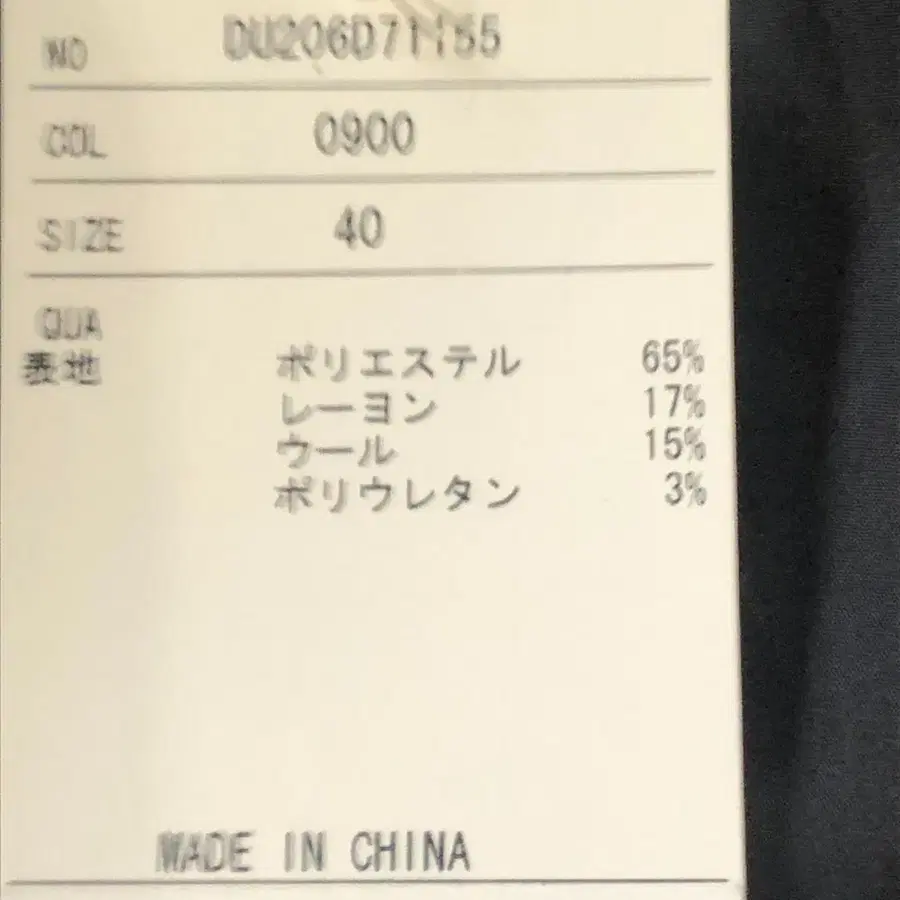 NO DU206D71155
COL 0900
SIZE 40
QUA
表地 ポリエステル 65%
レーヨン 17%
ウール 15%
ポリウレタン 3%
MADE IN CHINA